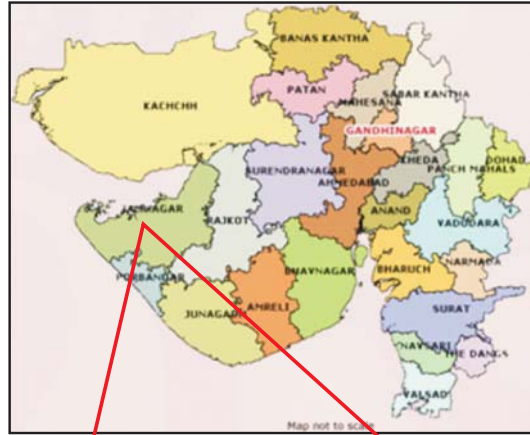 BANAS KANTHA
PATAN
MAHESANA
SABAR KANTHA
KACHCHH
GANDHINAGAR
SURENDRANAGAR
AHMEDABAD
KHEDA
PANCH MAHALS
DOHAD
JAMNAGAR
RAJKOT
ANAND
VADODARA
PORBANDAR
BHAVNAGAR
BHARUCH
NARMADA
JUNAGADH
AMRELI
SURAT
NAVSARI
THE DANGS
VALSAD
Map not to scale